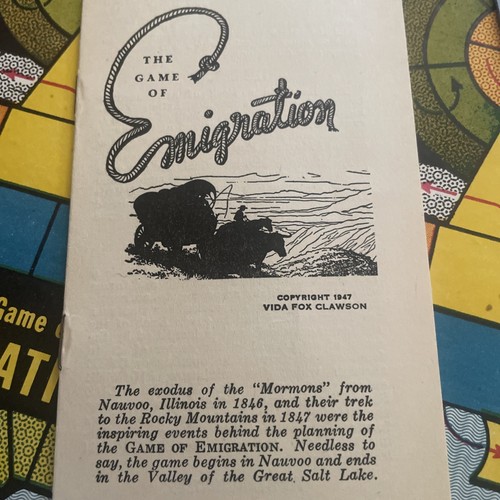 THE
GAME
OF
Emigration
COPYRIGHT 1947
VIDA FOX CLAWSON
The exodus of the "Mormons" from
Nauvoo, Illinois in 1846, and their trek
to the Rocky Mountains in 1847 were the
inspiring events behind the planning of
the GAME OF EMIGRATION. Needless to
say, the game begins in Nauvoo and ends
in the Valley of the Great Salt Lake.
Game
ATI